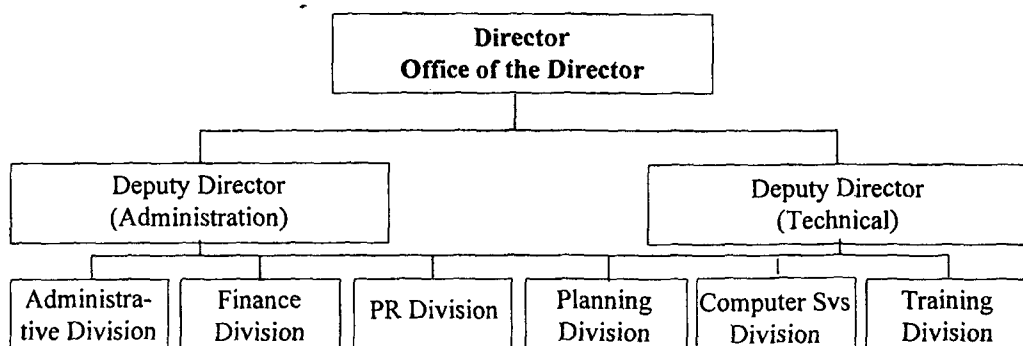 Director
Office of the Director
Deputy Director
(Administration)
Deputy Director
(Technical)
Administra-
tive Division
Finance
Division
PR Division
Planning
Division
Computer Svs
Division
Training
Division